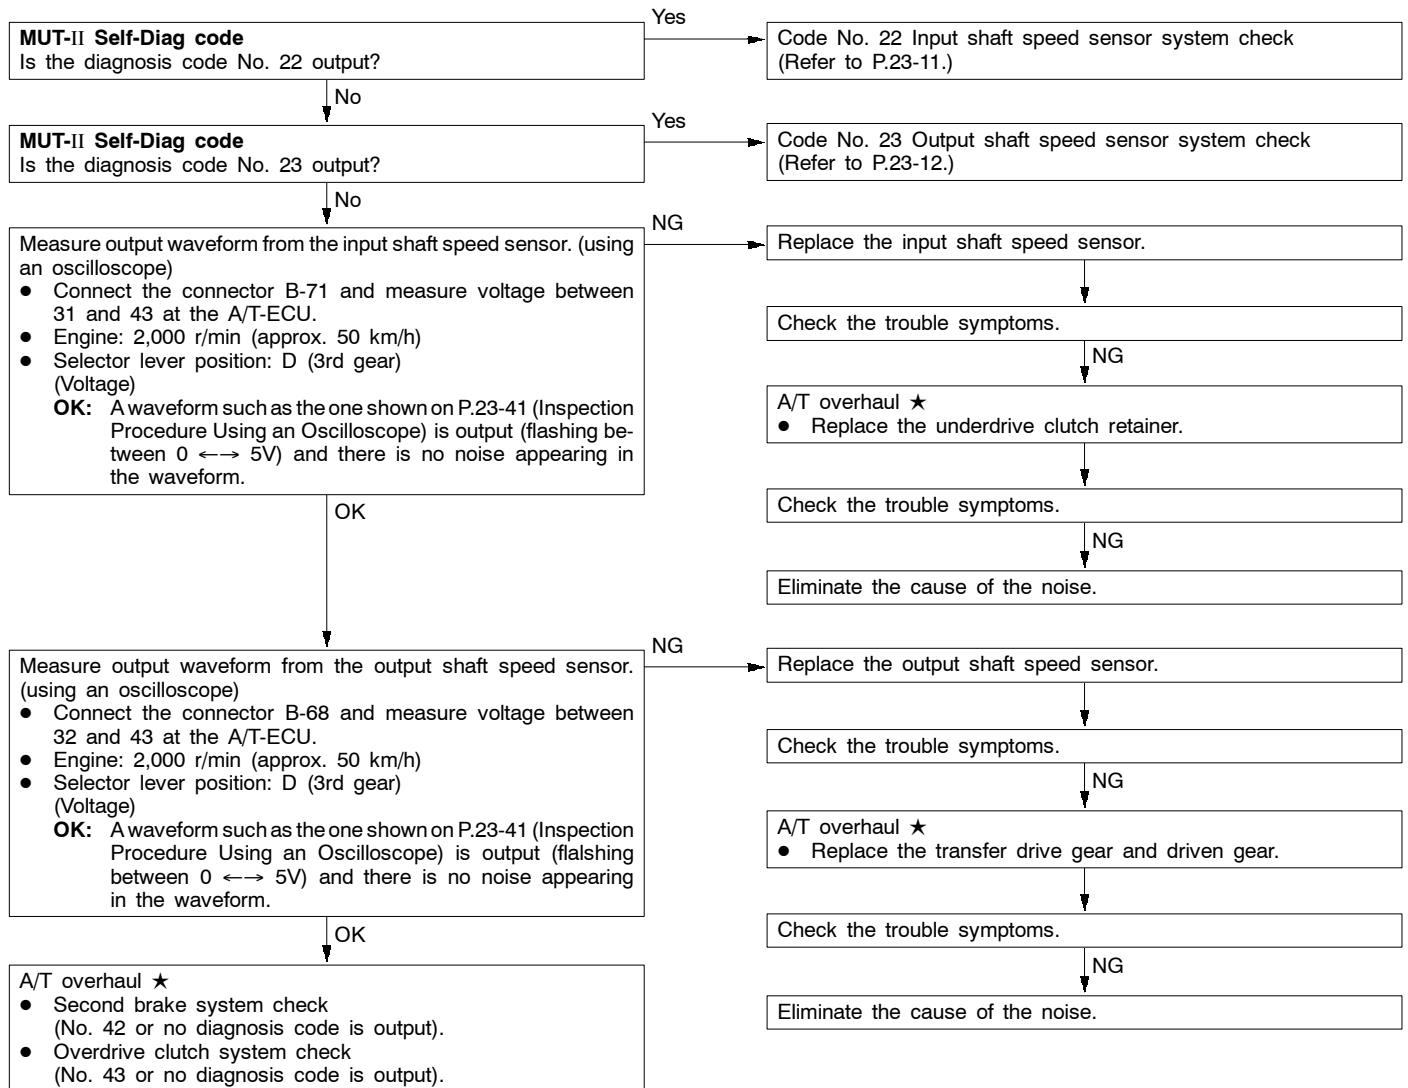 MUT-II Self-Diag code
Is the diagnosis code No. 22 output?
Yes
Code No. 22 Input shaft speed sensor system check
(Refer to P.23-11.)
No
MUT-II Self-Diag code
Is the diagnosis code No. 23 output?
Yes
Code No. 23 Output shaft speed sensor system check
(Refer to P.23-12.)
No
Measure output waveform from the input shaft speed sensor. (using
an oscilloscope)
● Connect the connector B-71 and measure voltage between
31 and 43 at the A/T-ECU.
● Engine: 2,000 r/min (approx. 50 km/h)
● Selector lever position: D (3rd gear)
(Voltage)
OK: A waveform such as the one shown on P.23-41 (Inspection
Procedure Using an Oscilloscope) is output (flashing be-
tween 0 ←→ 5V) and there is no noise appearing in
the waveform.
NG
Replace the input shaft speed sensor.
Check the trouble symptoms.
NG
A/T overhaul ★
● Replace the underdrive clutch retainer.
Check the trouble symptoms.
NG
Eliminate the cause of the noise.
OK
Measure output waveform from the output shaft speed sensor.
(using an oscilloscope)
● Connect the connector B-68 and measure voltage between
32 and 43 at the A/T-ECU.
● Engine: 2,000 r/min (approx. 50 km/h)
● Selector lever position: D (3rd gear)
(Voltage)
OK: A waveform such as the one shown on P.23-41 (Inspection
Procedure Using an Oscilloscope) is output (flalshing
between 0 ←→ 5V) and there is no noise appearing
in the waveform.
NG
Replace the output shaft speed sensor.
Check the trouble symptoms.
NG
A/T overhaul ★
● Replace the transfer drive gear and driven gear.
Check the trouble symptoms.
NG
Eliminate the cause of the noise.
OK
A/T overhaul ★
● Second brake system check
(No. 42 or no diagnosis code is output).
● Overdrive clutch system check
(No. 43 or no diagnosis code is output).